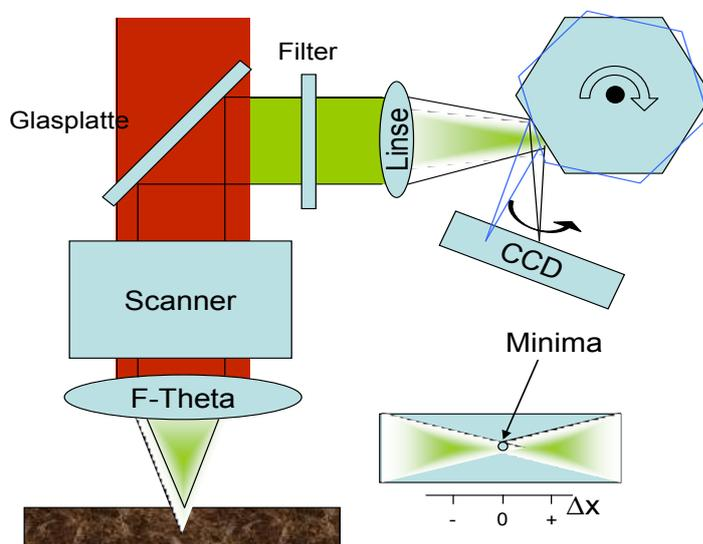 Filter
Glasplatte
Linse
CCD
Scanner
F-Theta
Minima
Δx
- 0 +